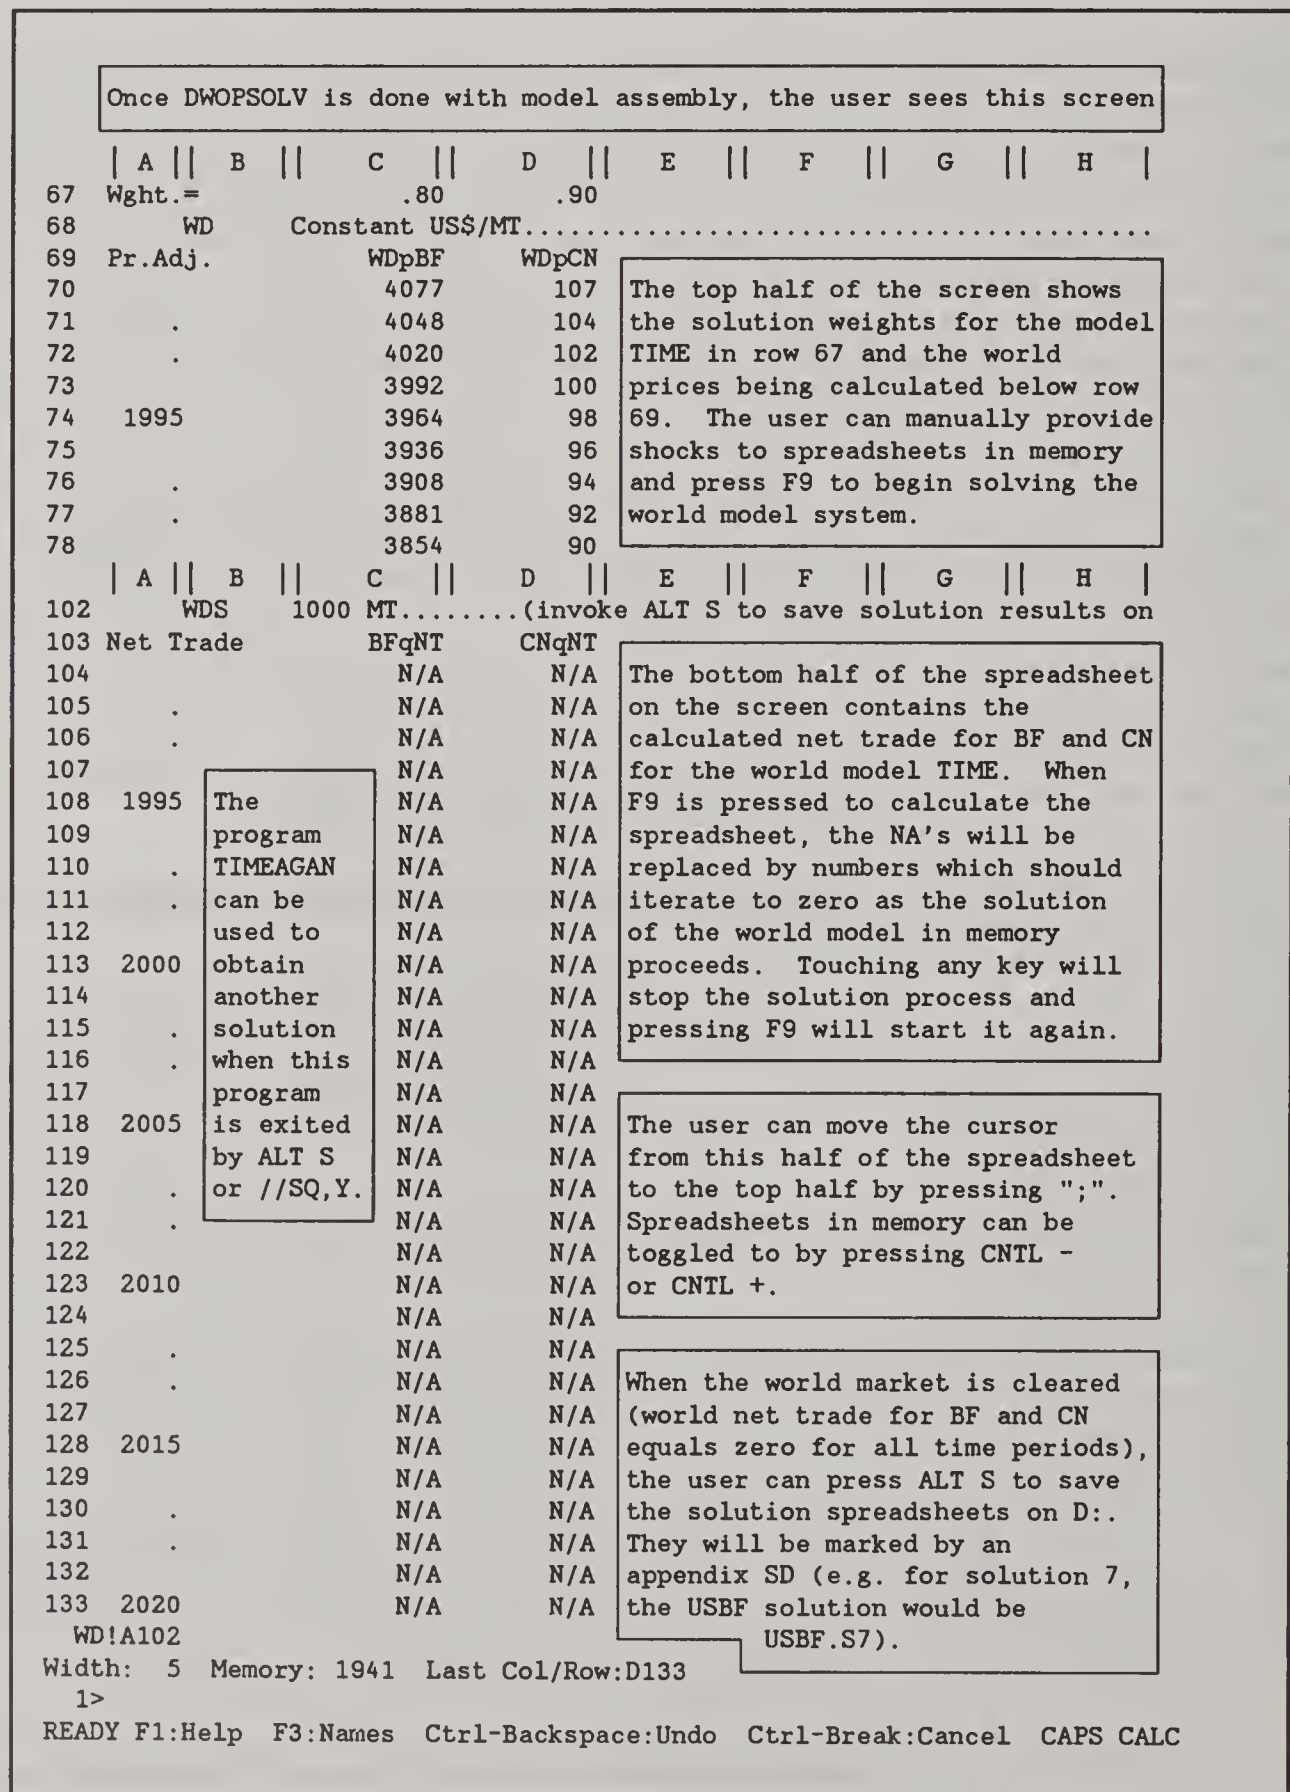 Once DWOPSOLV is done with model assembly, the user sees this screen
| A || B || C || D || E || F || G || H |
67 Wght.= .80 .90
68 WD Constant US$/MT.........................................
69 Pr.Adj. WDpBF WDpCN
70 4077 107 The top half of the screen shows
71 . 4048 104 the solution weights for the model
72 . 4020 102 TIME in row 67 and the world
73 3992 100 prices being calculated below row
74 1995 3964 98 69. The user can manually provide
75 3936 96 shocks to spreadsheets in memory
76 . 3908 94 and press F9 to begin solving the
77 . 3881 92 world model system.
78 3854 90
| A || B || C || D || E || F || G || H |
102 WDS 1000 MT........(invoke ALT S to save solution results on
103 Net Trade BFqNT CNqNT
104 N/A N/A The bottom half of the spreadsheet
105 . N/A N/A on the screen contains the
106 . N/A N/A calculated net trade for BF and CN
107 N/A N/A for the world model TIME. When
108 1995 The N/A N/A F9 is pressed to calculate the
109 program N/A N/A spreadsheet, the NA's will be
110 . TIMEAGAN N/A N/A replaced by numbers which should
111 . can be N/A N/A iterate to zero as the solution
112 used to N/A N/A of the world model in memory
113 2000 obtain N/A N/A proceeds. Touching any key will
114 another N/A N/A stop the solution process and
115 . solution N/A N/A pressing F9 will start it again.
116 . when this N/A N/A
117 program N/A N/A
118 2005 is exited N/A N/A The user can move the cursor
119 by ALT S N/A N/A from this half of the spreadsheet
120 . or //SQ,Y. N/A N/A to the top half by pressing ";".
121 . N/A N/A Spreadsheets in memory can be
122 N/A N/A toggled to by pressing CNTL -
123 2010 N/A N/A or CNTL +.
124 N/A N/A
125 . N/A N/A
126 . N/A N/A When the world market is cleared
127 N/A N/A (world net trade for BF and CN
128 2015 N/A N/A equals zero for all time periods),
129 N/A N/A the user can press ALT S to save
130 . N/A N/A the solution spreadsheets on D:.
131 . N/A N/A They will be marked by an
132 N/A N/A appendix SD (e.g. for solution 7,
133 2020 N/A N/A the USBF solution would be
WD!A102 USBF.S7).
Width: 5 Memory: 1941 Last Col/Row:D133
1>
READY F1:Help F3:Names Ctrl-Backspace:Undo Ctrl-Break:Cancel CAPS CALC